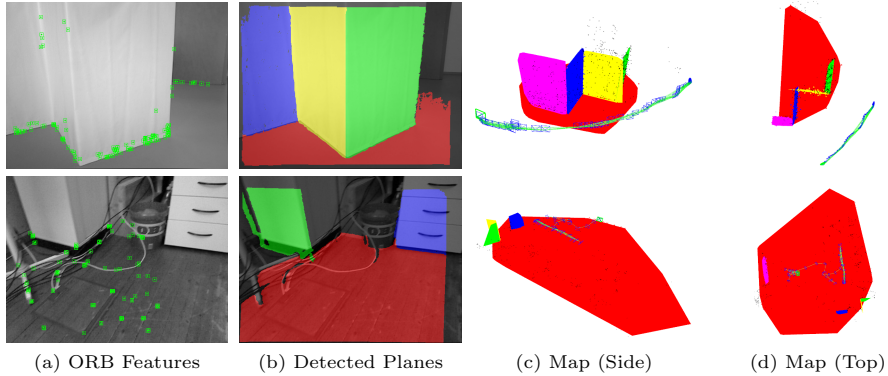 (a) ORB Features
(b) Detected Planes
(c) Map (Side)
(d) Map (Top)